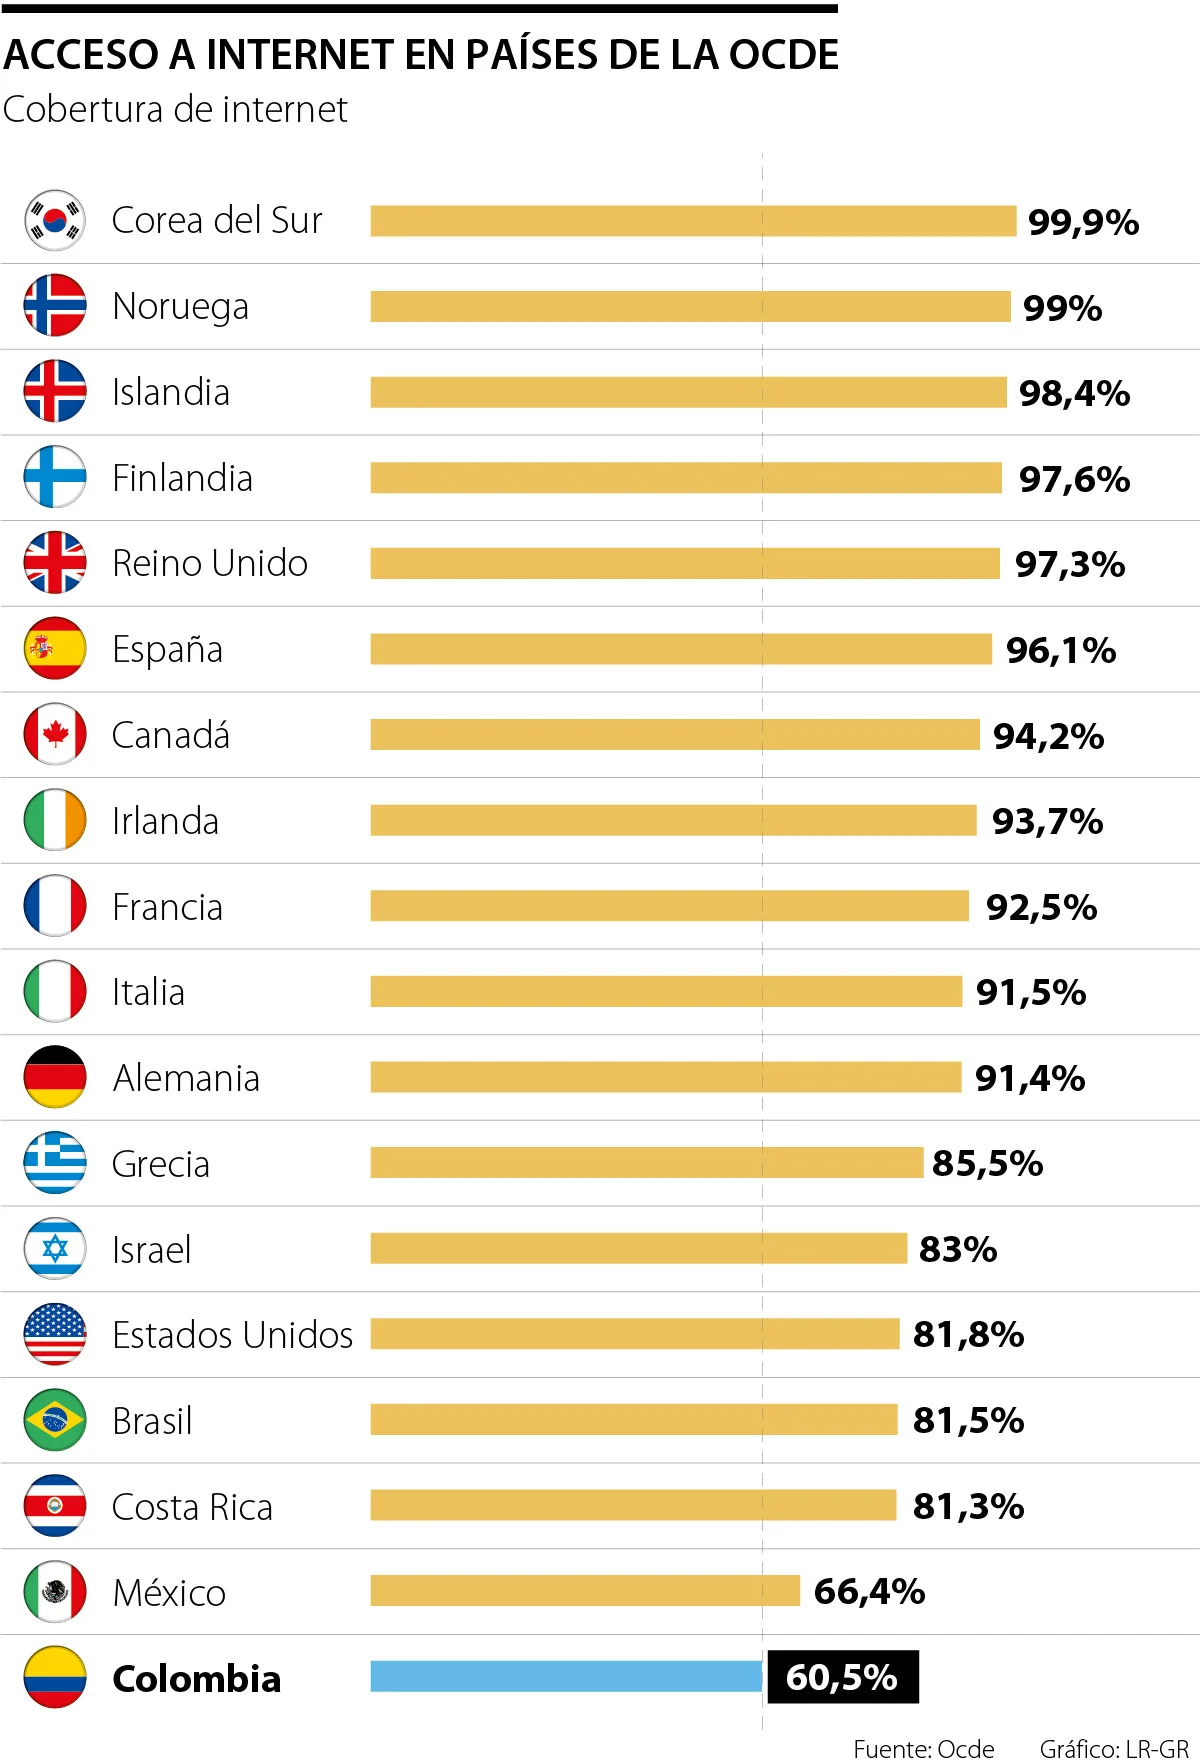 ACCESO A INTERNET EN PAÍSES DE LA OCDE
Cobertura de internet
Corea del Sur 99,9%
Noruega 99%
Islandia 98,4%
Finlandia 97,6%
Reino Unido 97,3%
España 96,1%
Canadá 94,2%
Irlanda 93,7%
Francia 92,5%
Italia 91,5%
Alemania 91,4%
Grecia 85,5%
Israel 83%
Estados Unidos 81,8%
Brasil 81,5%
Costa Rica 81,3%
México 66,4%
Colombia 60,5%
Fuente: Ocde Gráfico: LR-GR